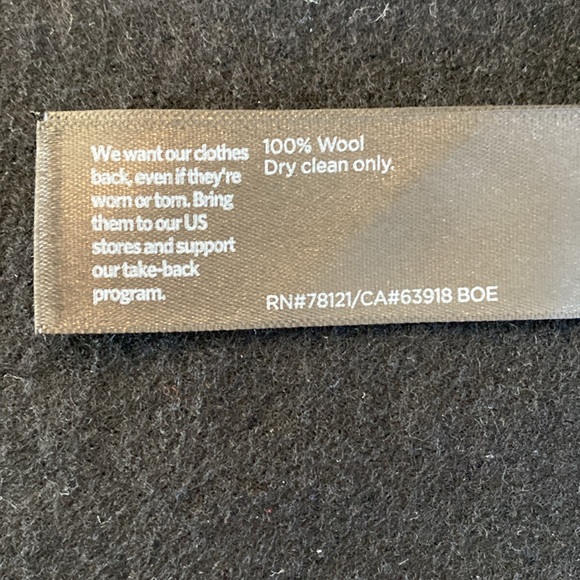 We want our clothes
back, even if they're
worn or torn. Bring
them to our US
stores and support
our take-back
program.
100% Wool
Dry clean only.
RN#78121/CA#63918 BOE